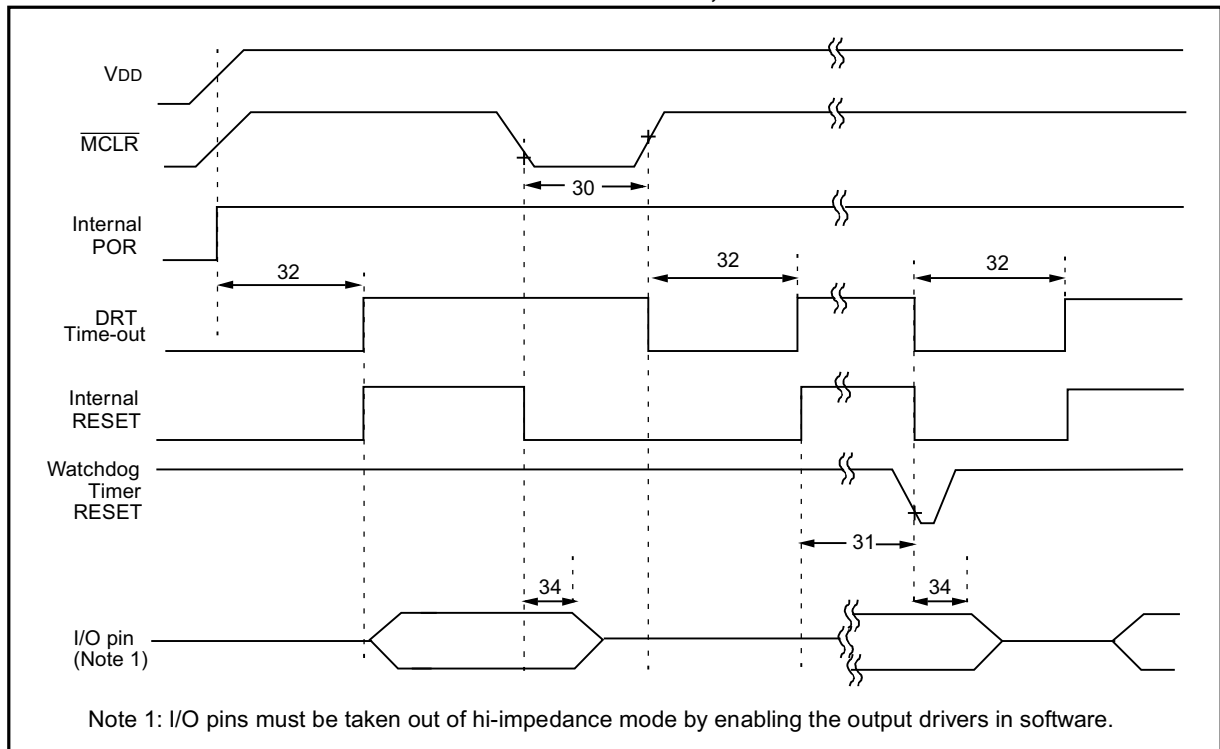 VDD
MCLR
30
Internal
POR
32
32
32
DRT
Time-out
Internal
RESET
Watchdog
Timer
RESET
31
34
34
I/O pin
(Note 1)
Note 1: I/O pins must be taken out of hi-impedance mode by enabling the output drivers in software.